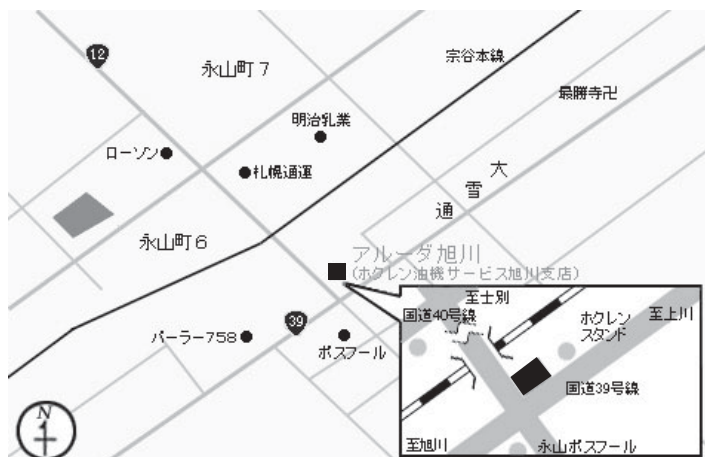 12
永山町7
宗谷本線
最勝寺卍
明治乳業
ローソン
札幌通運
大雪通
永山町6
アルーダ旭川
(ホクレン油機サービス旭川支店)
パーラー758
39
ポスフール
N
至士別
国道40号線
ホクレン
スタンド
至上川
国道39号線
至旭川
永山ポスフール